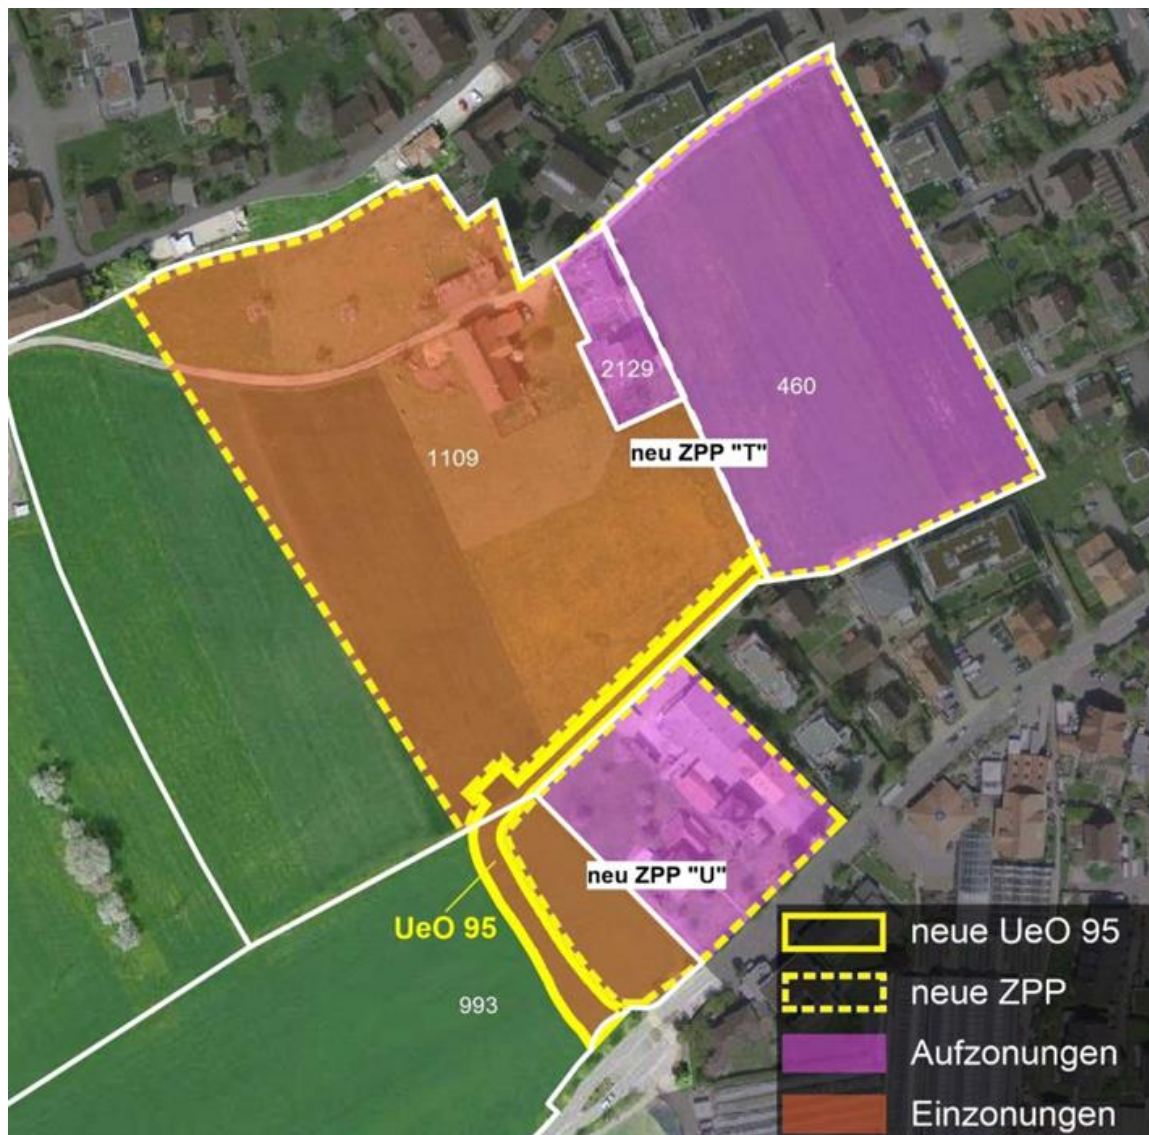 2129
460
1109
neu ZPP "T"
neu ZPP "U"
UeO 95
993
neue UeO 95
neue ZPP
Aufzonungen
Einzonungen